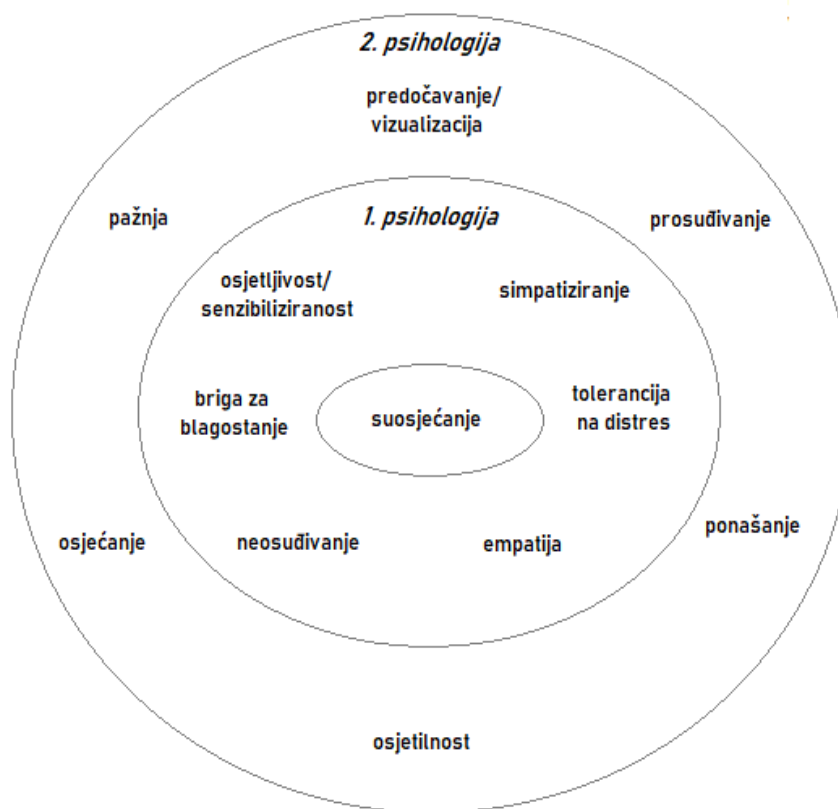 2. psihologija
predočavanje/
vizualizacija
pažnja
prosuđivanje
1. psihologija
osjetljivost/
senzibiliziranost
simpatiziranje
briga za
blagostanje
suosjećanje
tolerancija
na distres
osjećanje
neosuđivanje
empatija
ponašanje
osjetilnost